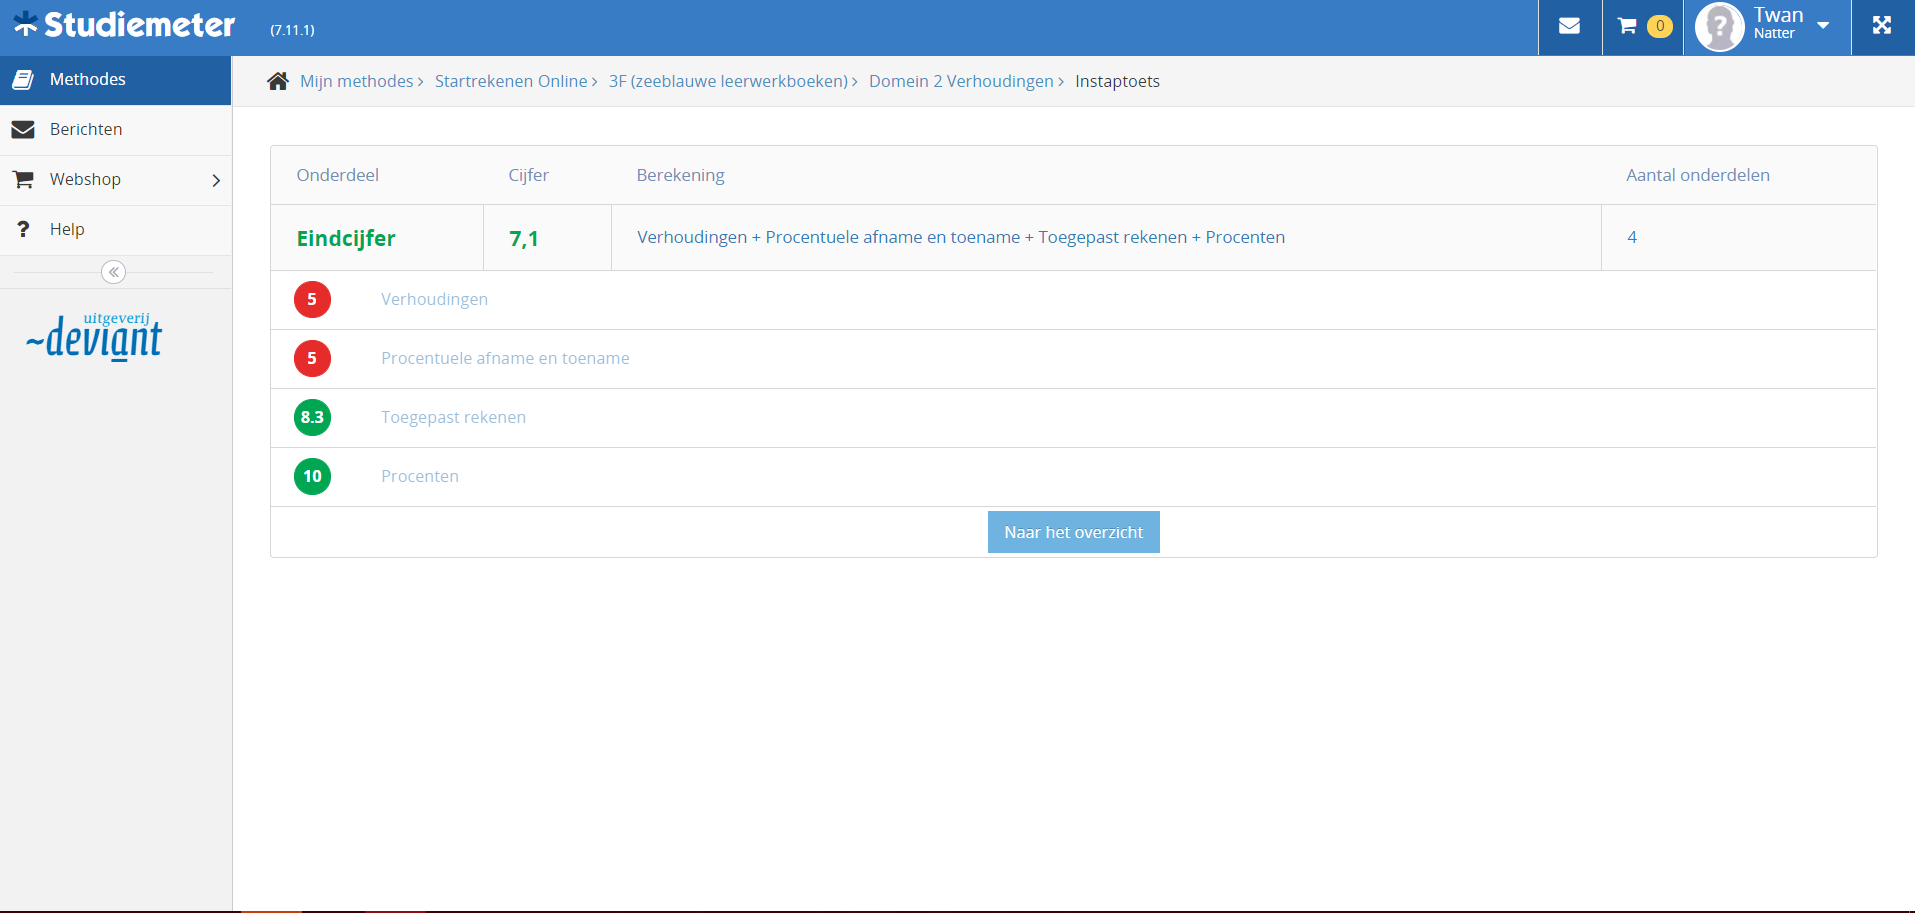 Studiemeter (7.11.1) 0 Twan
Natter
Methodes
Berichten
Webshop
? Help
uitgeverij
~deviant
Mijn methodes › Startrekenen Online › 3F (zeeblauwe leerwerkboeken) › Domein 2 Verhoudingen › Instaptoets
Onderdeel Cijfer Berekening Aantal onderdelen
Eindcijfer 7,1 Verhoudingen + Procentuele afname en toename + Toegepast rekenen + Procenten 4
5 Verhoudingen
5 Procentuele afname en toename
8.3 Toegepast rekenen
10 Procenten
Naar het overzicht